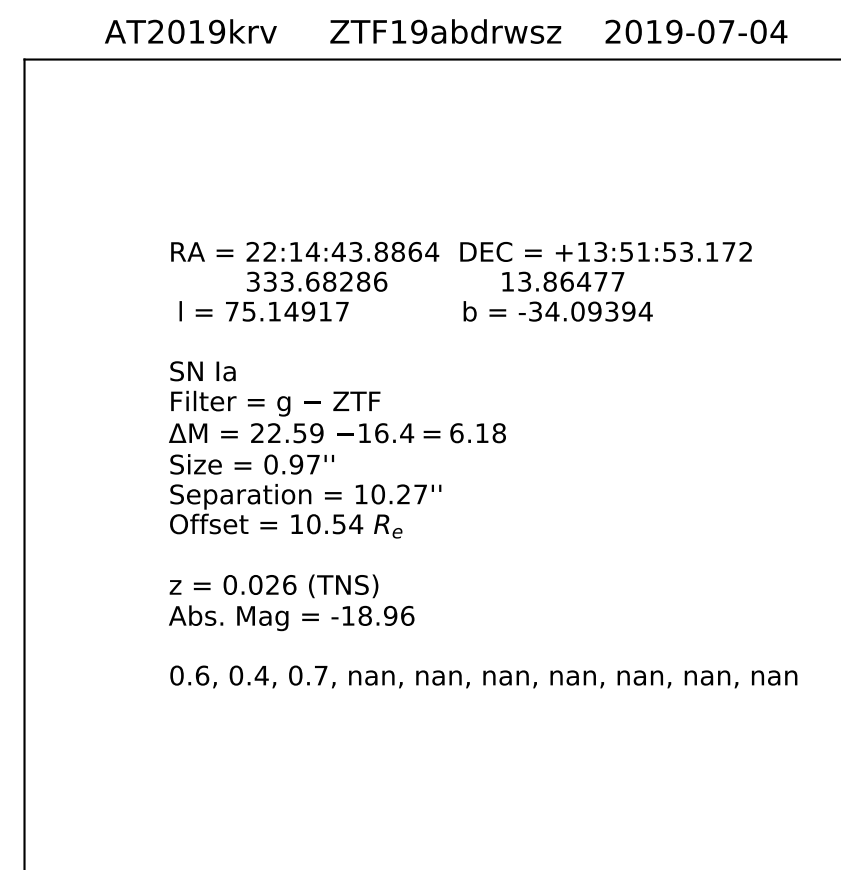 AT2019krv ZTF19abdrwsz 2019-07-04
RA = 22:14:43.8864 DEC = +13:51:53.172
333.68286 13.86477
l = 75.14917 b = -34.09394
SN Ia
Filter = g − ZTF
ΔM = 22.59 −16.4 = 6.18
Size = 0.97''
Separation = 10.27''
Offset = 10.54 Rₑ
z = 0.026 (TNS)
Abs. Mag = -18.96
0.6, 0.4, 0.7, nan, nan, nan, nan, nan, nan, nan